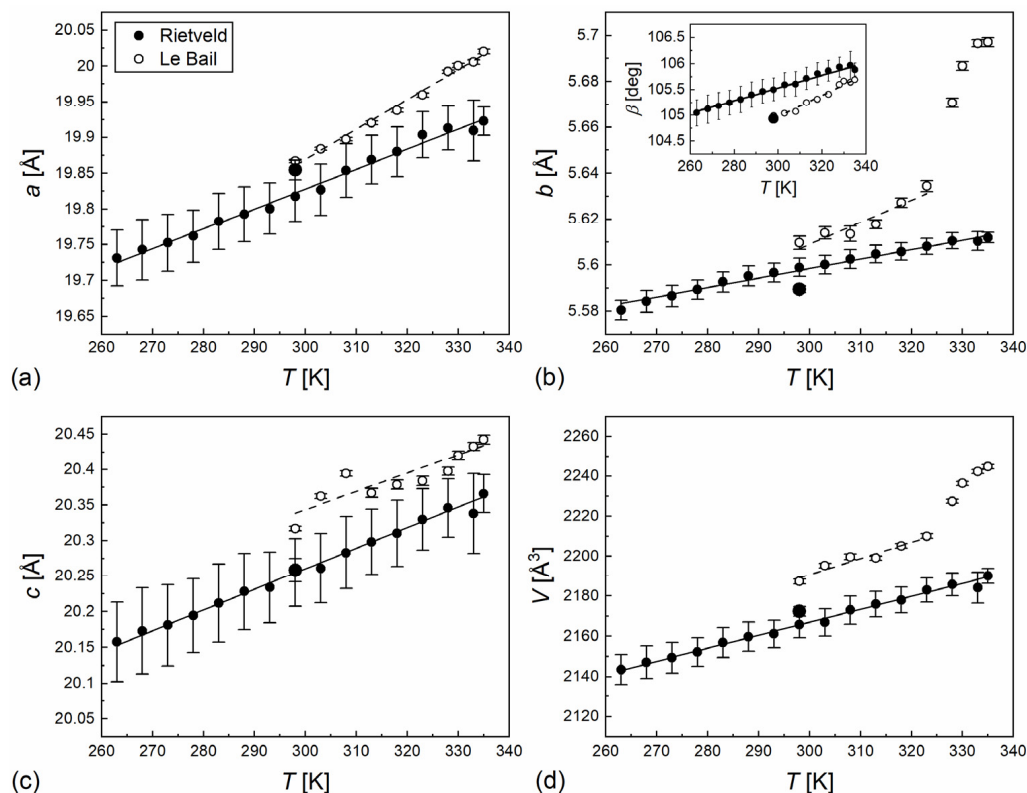 20.05
20
19.95
19.9
19.85
19.8
19.75
19.7
19.65
a [Å]
Rietveld
Le Bail
260 270 280 290 300 310 320 330 340
T [K]
(a)
5.7
5.68
5.66
5.64
5.62
5.6
5.58
b [Å]
106.5
106
105.5
105
104.5
β [deg]
260 280 300 320 340
T [K]
260 270 280 290 300 310 320 330 340
T [K]
(b)
20.45
20.4
20.35
20.3
20.25
20.2
20.15
20.1
20.05
c [Å]
260 270 280 290 300 310 320 330 340
T [K]
(c)
2260
2240
2220
2200
2180
2160
2140
2120
2110
V [Å³]
260 270 280 290 300 310 320 330 340
T [K]
(d)